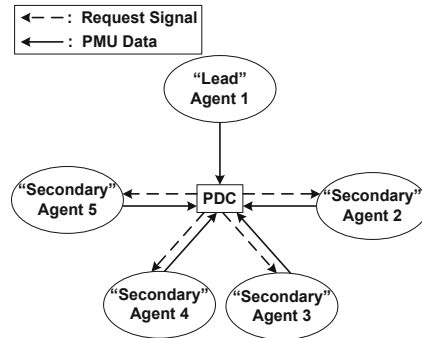 : Request Signal
: PMU Data
“Lead”
Agent 1
“Secondary”
Agent 5
PDC
“Secondary”
Agent 2
“Secondary”
Agent 4
“Secondary”
Agent 3